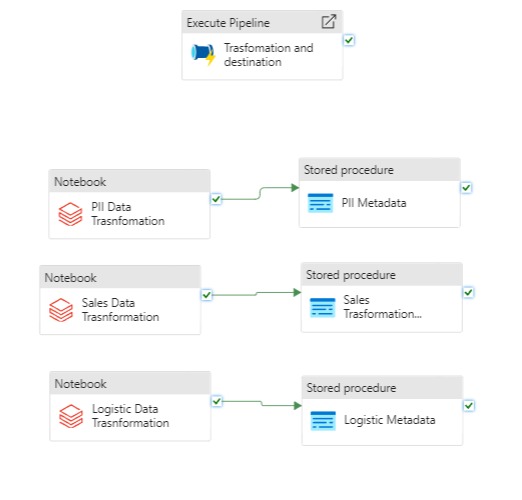 Execute Pipeline
Trasfomation and
destination
Notebook
PII Data
Trasnfomation
Stored procedure
PII Metadata
Notebook
Sales Data
Trasnformation
Stored procedure
Sales
Trasformation...
Notebook
Logistic Data
Trasnformation
Stored procedure
Logistic Metadata